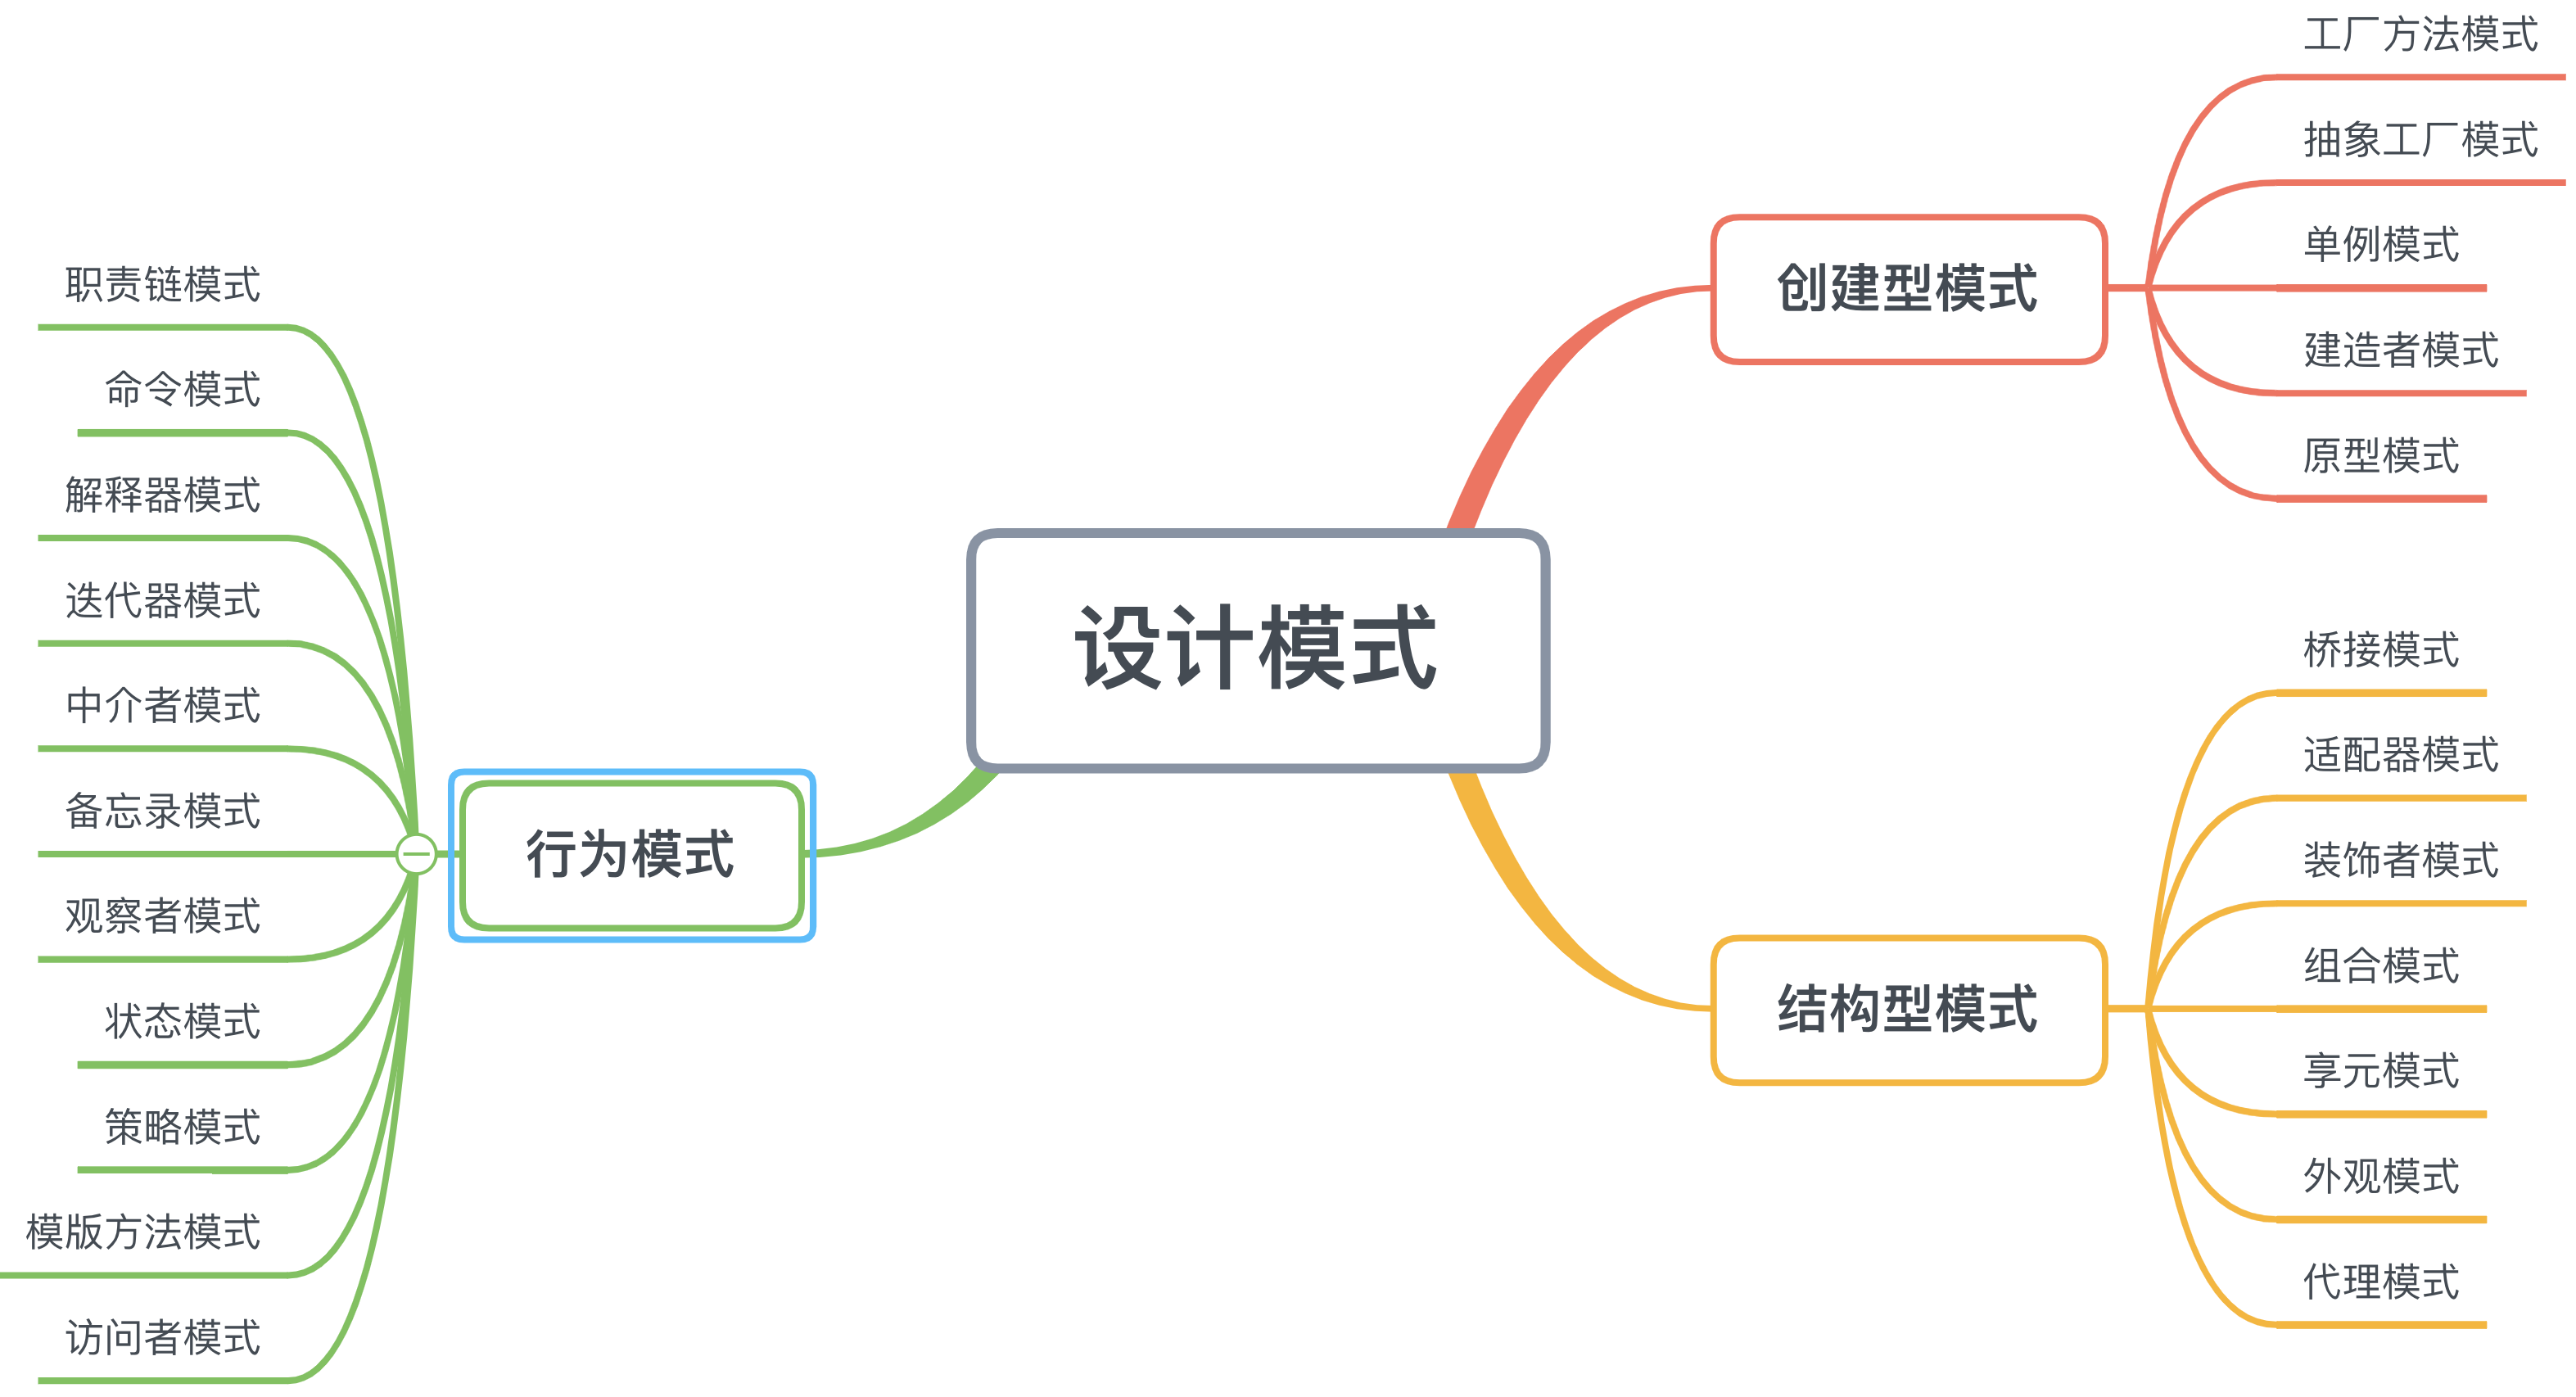 设计模式
创建型模式
工厂方法模式
抽象工厂模式
单例模式
建造者模式
原型模式
结构型模式
桥接模式
适配器模式
装饰者模式
组合模式
享元模式
外观模式
代理模式
行为模式
职责链模式
命令模式
解释器模式
迭代器模式
中介者模式
备忘录模式
观察者模式
状态模式
策略模式
模版方法模式
访问者模式